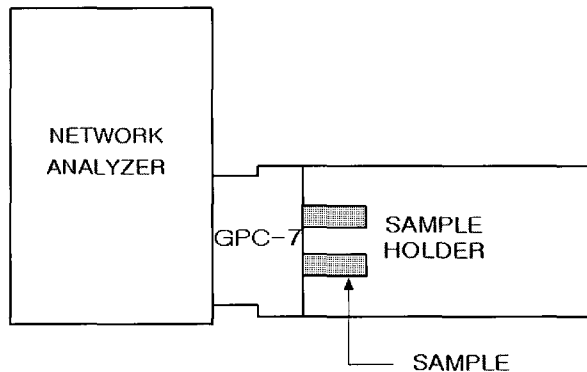 NETWORK
ANALYZER
GPC-7
SAMPLE
HOLDER
SAMPLE